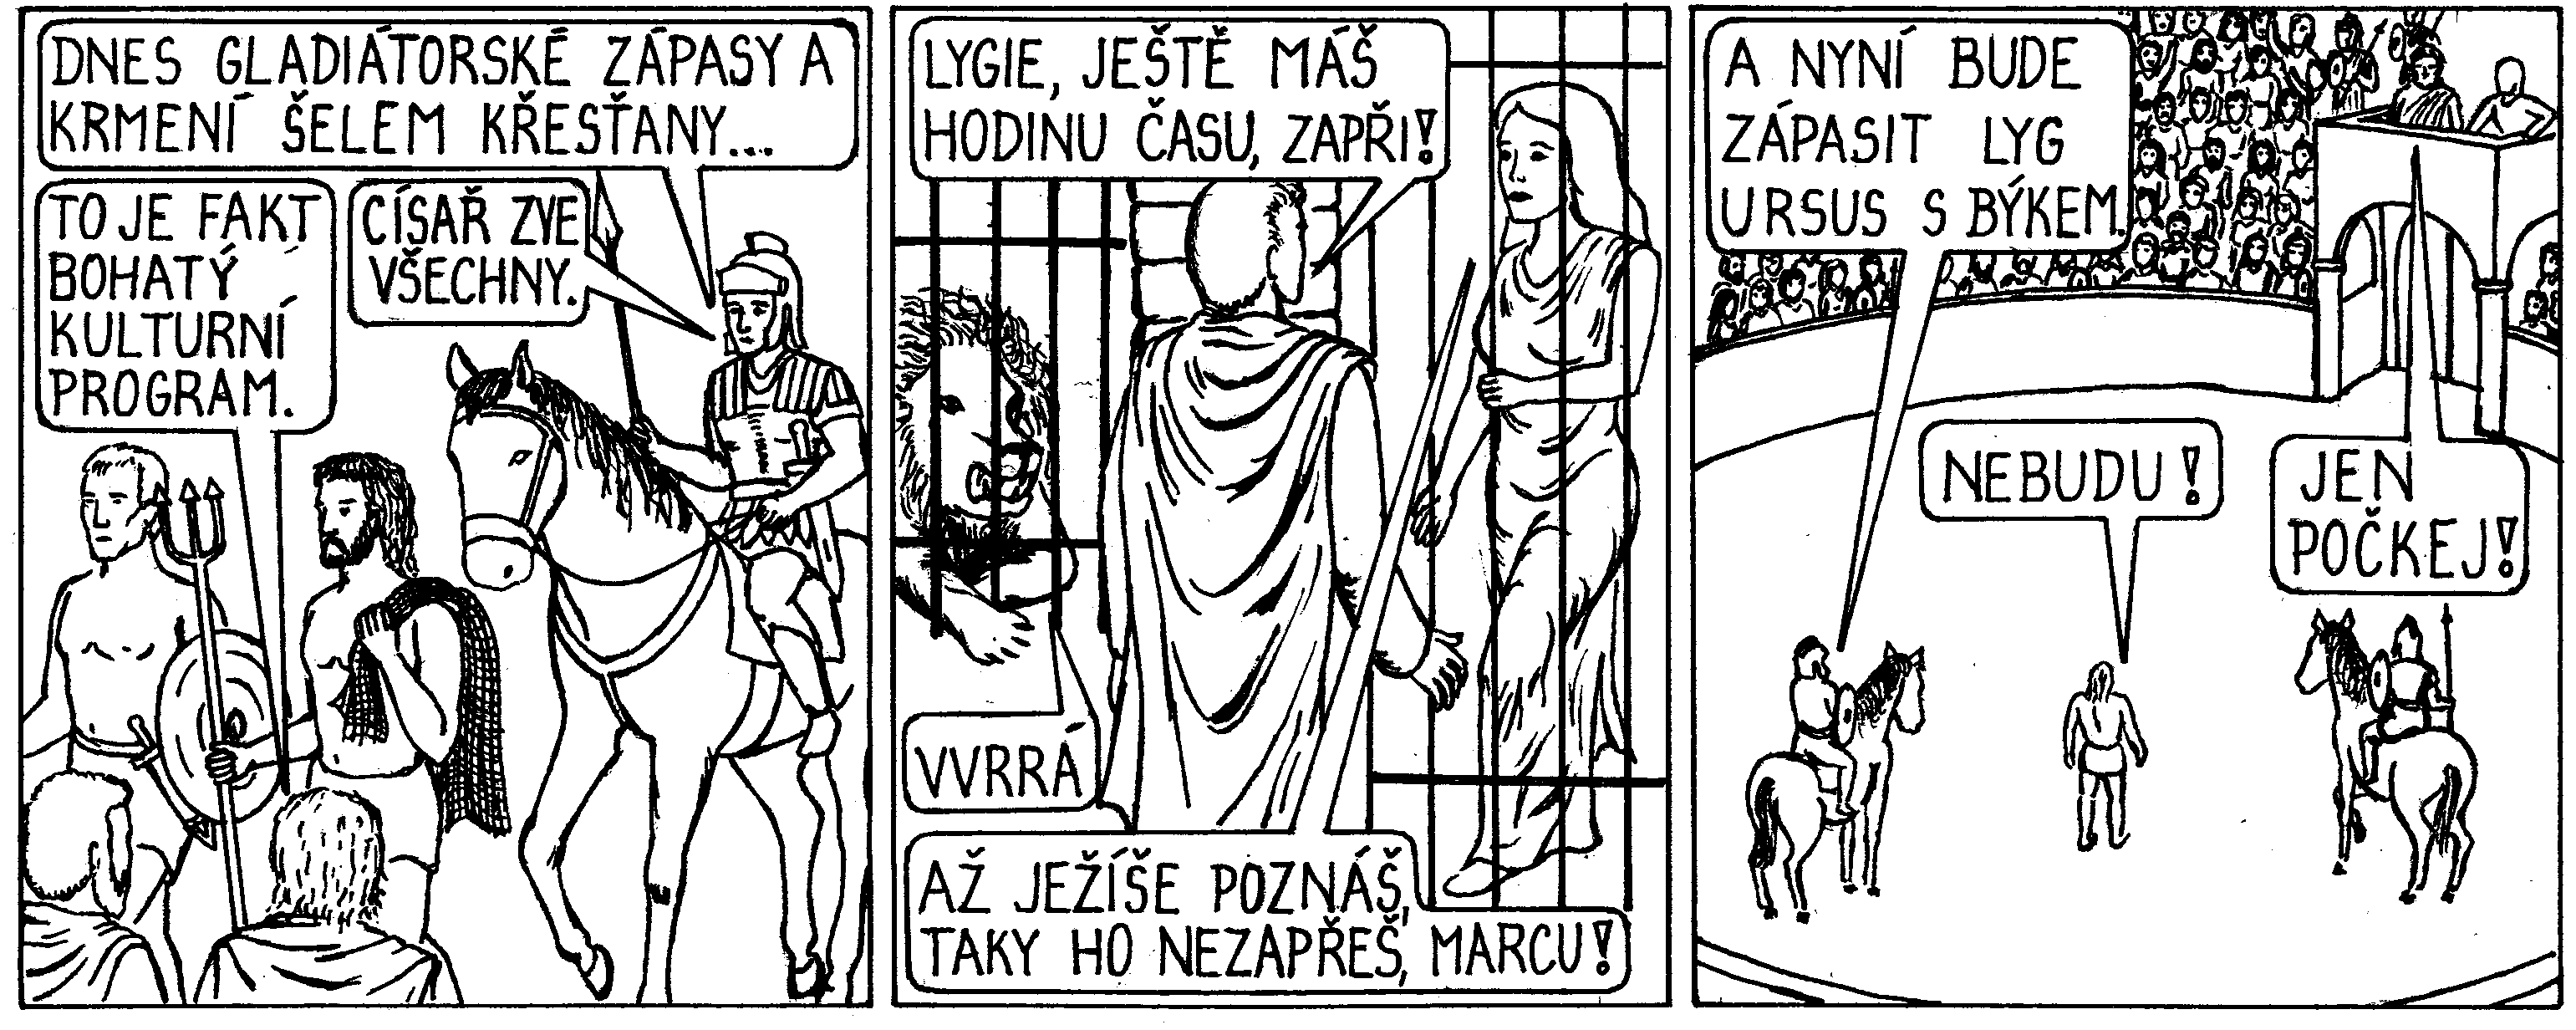 DNES GLADIÁTORSKÉ ZÁPASY A
KRMENÍ ŠELEM KŘESŤANY...
TO JE FAKT
BOHATÝ
KULTURNÍ
PROGRAM.
CÍSAŘ ZVE
VŠECHNY.
LYGIE, JEŠTĚ MÁŠ
HODINU ČASU, ZAPŘI!
VVRRÁ
AŽ JEŽÍŠE POZNÁŠ,
TAKY HO NEZAPŘEŠ, MARCU!
A NYNÍ BUDE
ZÁPASIT LYG
URSUS S BÝKEM.
NEBUDU!
JEN
POČKEJ!